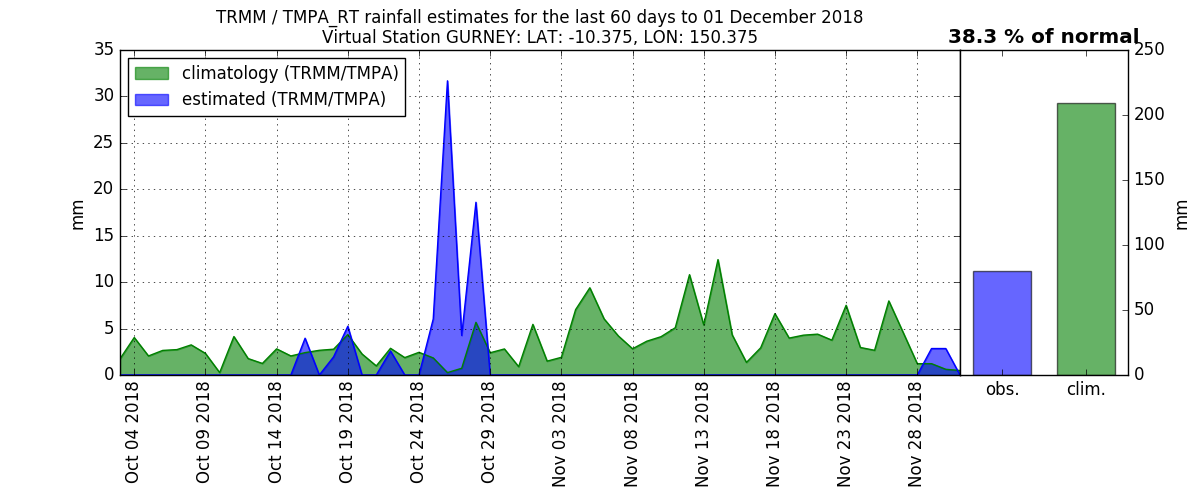 TRMM / TMPA_RT rainfall estimates for the last 60 days to 01 December 2018
Virtual Station GURNEY: LAT: -10.375, LON: 150.375
38.3 % of normal
climatology (TRMM/TMPA)
estimated (TRMM/TMPA)
mm
35
30
25
20
15
10
5
0
Oct 04 2018
Oct 09 2018
Oct 14 2018
Oct 19 2018
Oct 24 2018
Oct 29 2018
Nov 03 2018
Nov 08 2018
Nov 13 2018
Nov 18 2018
Nov 23 2018
Nov 28 2018
obs.
clim.
250
200
150
100
50
0
mm